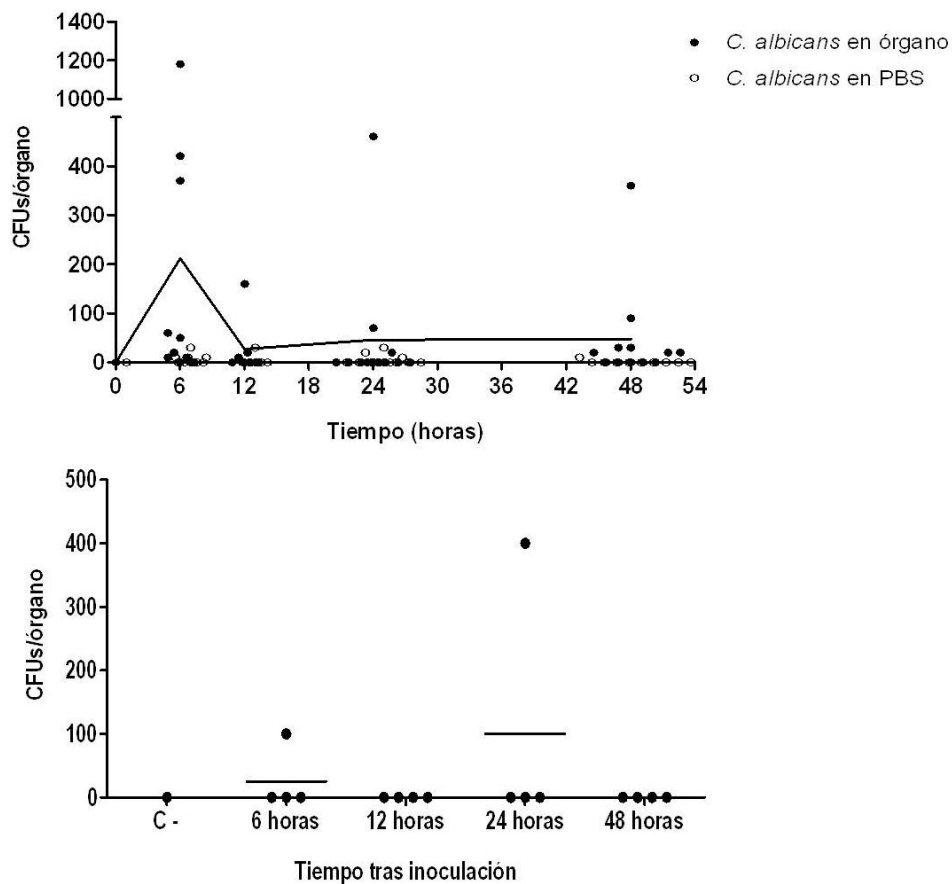 1400
1200
1000
400
300
200
100
0
CFUs/órgano
0 6 12 18 24 30 36 42 48 54
Tiempo (horas)
C. albicans en órgano
C. albicans en PBS
500
400
300
200
100
0
CFUs/órgano
C - 6 horas 12 horas 24 horas 48 horas
Tiempo tras inoculación